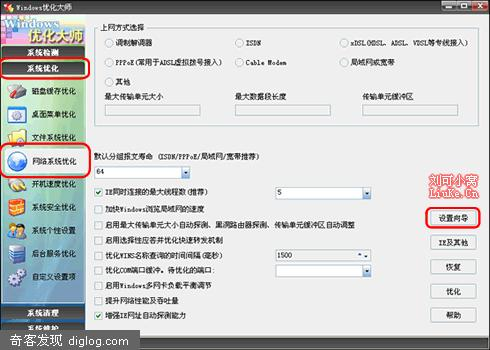 Windows优化大师
Windows
优化大师
系统检测
系统优化
磁盘缓存优化
桌面菜单优化
文件系统优化
网络系统优化
开机速度优化
系统安全优化
系统个性设置
后台服务优化
自定义设置项
系统清理
系统维护
上网方式选择
调制解调器
ISDN
xDSL(HDSL、ADSL、VDSL等专线接入)
PPPoE(常用于ADSL虚拟拨号接入)
Cable Modem
局域网或宽带
其他
最大传输单元大小
最大数据段长度
传输单元缓冲区
默认分组报文寿命 (ISDN/PPPoE/局域网/宽带推荐)
64
IE同时连接的最大线程数(推荐)
5
加快Windows浏览局域网的速度
启用最大传输单元大小自动探测、黑洞路由器探测、传输单元缓冲区自动调整
启用选择性应答并优化快速转发机制
优化WINS名称查询的时间间隔(毫秒)
1500
优化COM端口缓冲。待优化的端口:
启用Windows多网卡负载平衡调节
提升网络性能及吞吐量
增强IE网址自动探测能力
刘可小窝
Liuke.Cn
设置向导
IE及其他
恢复
优化
帮助
奇客发现 diglog.com